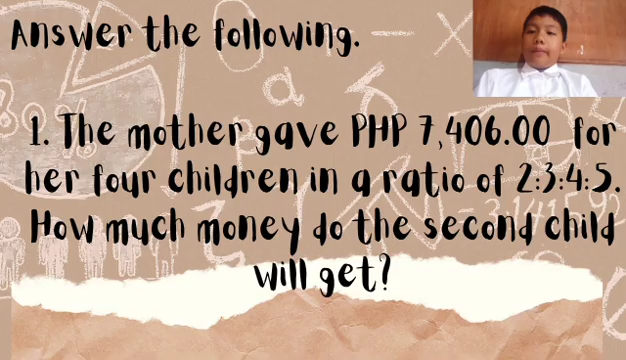 Answer the following.
1. The mother gave PHP 7,406.00 for
her four children in a ratio of 2:3:4:5.
How much money do the second child
will get?